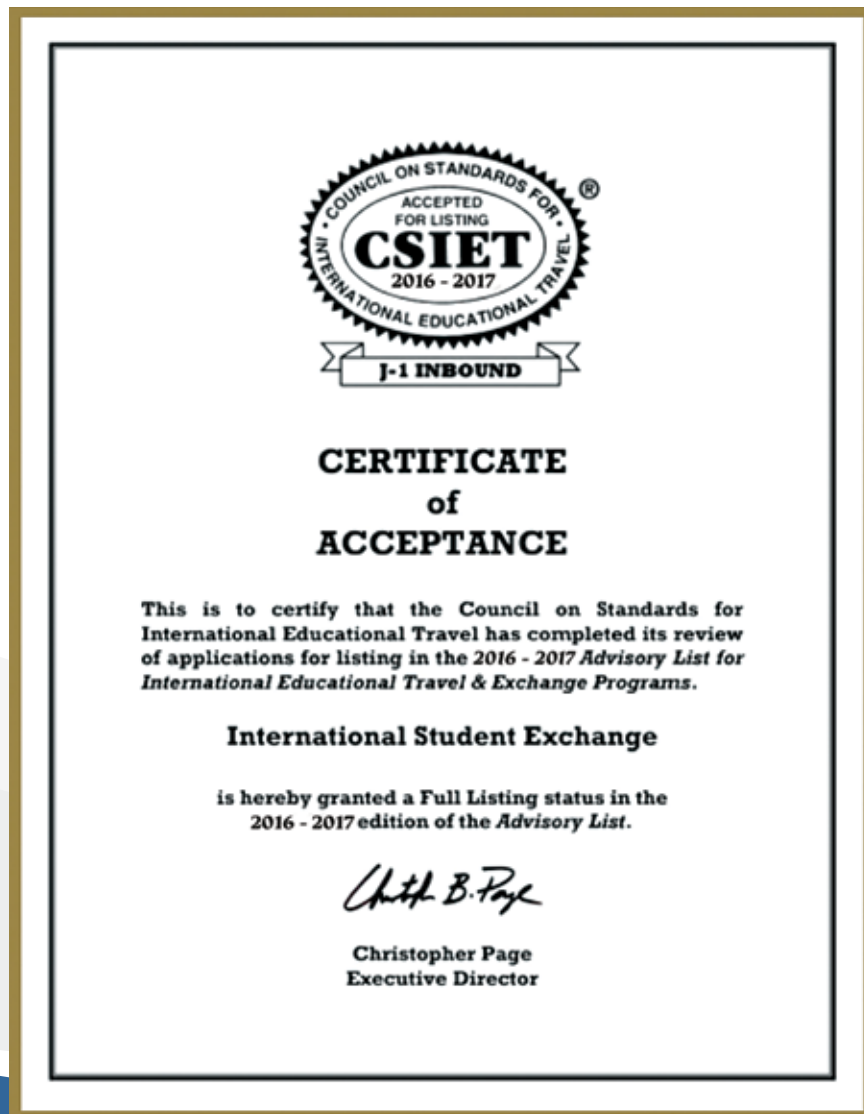 COUNCIL ON STANDARDS FOR
INTERNATIONAL EDUCATIONAL TRAVEL
®
ACCEPTED
FOR LISTING
CSIET
2016 - 2017
J-1 INBOUND
CERTIFICATE
of
ACCEPTANCE
This is to certify that the Council on Standards for
International Educational Travel has completed its review
of applications for listing in the 2016 - 2017 Advisory List for
International Educational Travel & Exchange Programs.
International Student Exchange
is hereby granted a Full Listing status in the
2016 - 2017 edition of the Advisory List.
Christopher Page
Executive Director